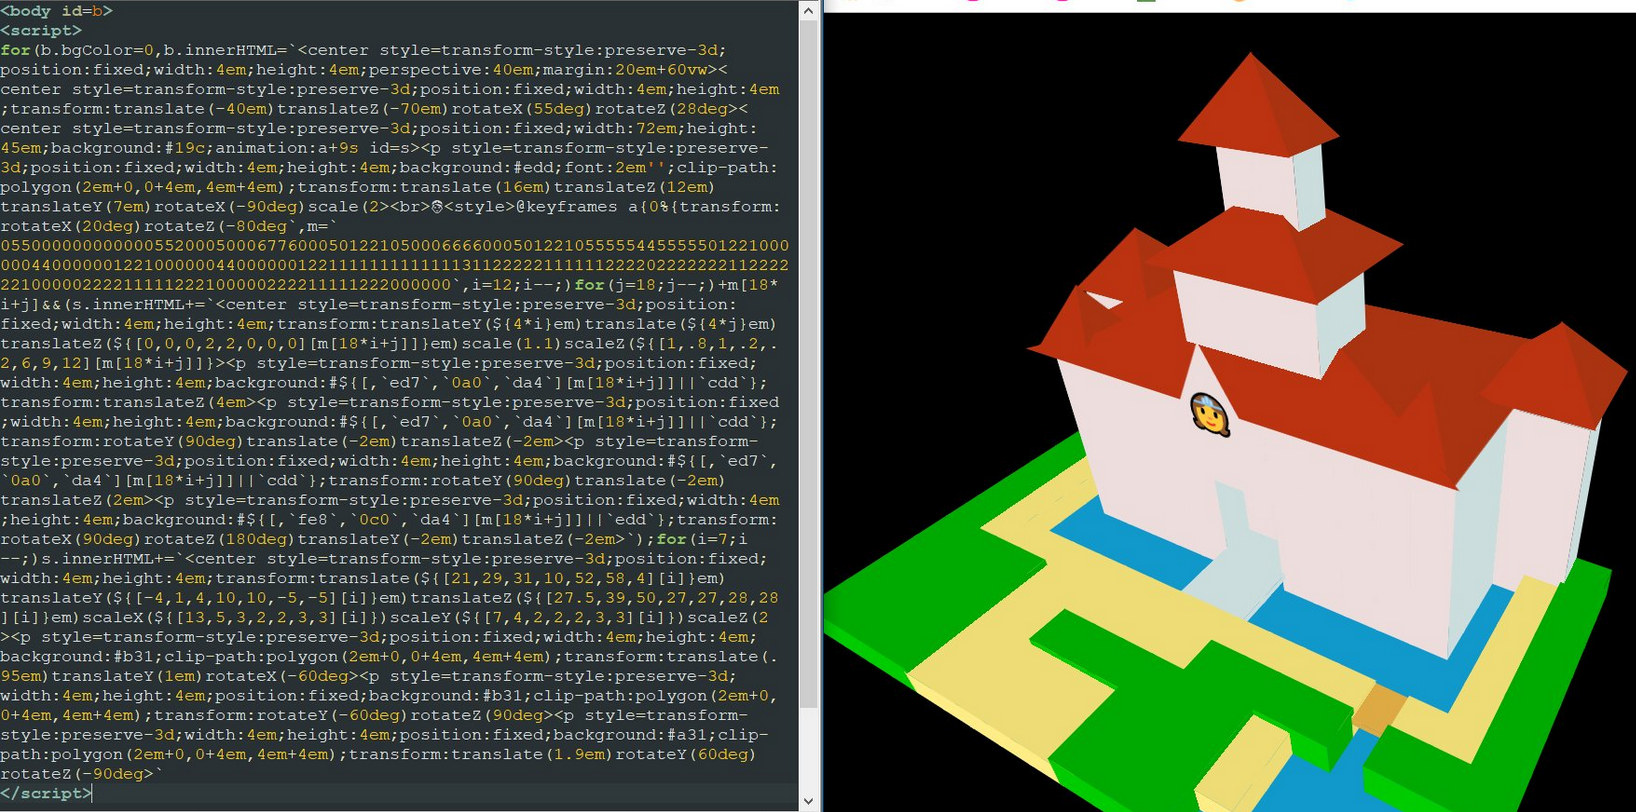 <body id=b>
<script>
for(b.bgColor=0,b.innerHTML=`<center style=transform-style:preserve-3d;
position:fixed;width:4em;height:4em;perspective:40em;margin:20em+60vw><
center style=transform-style:preserve-3d;position:fixed;width:4em;height:4em
;transform:translate(-40em)translateZ(-70em)rotateX(55deg)rotateZ(28deg><
center style=transform-style:preserve-3d;position:fixed;width:72em;height:
45em;background:#19c;animation:a+9s id=s><p style=transform-style:preserve-
3d;position:fixed;width:4em;height:4em;background:#edd;font:2em'';clip-path:
polygon(2em+0,0+4em,4em+4em);transform:translate(16em)translateZ(12em)
translateY(7em)rotateX(-90deg)scale(2><br>👸<style>@keyframes a{0%{transform:
rotateX(20deg)rotateZ(-80deg`,m=`
055000000000000055200050006776000501221050006666000501221055555445555501221000
000440000001221000000440000001221111111111111131122222111111222202222222112222
2210000022221111112221000002222111112220000000`,i=12;i--;)for(j=18;j--;)+m[18*
i+j]&&(s.innerHTML+=`<center style=transform-style:preserve-3d;position:
fixed;width:4em;height:4em;transform:translateY(${4*i}em)translate(${4*j}em)
translateZ(${[0,0,0,2,2,0,0,0][m[18*i+j]]}em)scale(1.1)scaleZ(${[1,.8,1,.2,.
2,6,9,12][m[18*i+j]]}><p style=transform-style:preserve-3d;position:fixed;
width:4em;height:4em;background:#${[,`ed7`,`0a0`,`da4`][m[18*i+j]]||`cdd`};
transform:translateZ(4em><p style=transform-style:preserve-3d;position:fixed
;width:4em;height:4em;background:#${[,`ed7`,`0a0`,`da4`][m[18*i+j]]||`cdd`};
transform:rotateY(90deg)translate(-2em)translateZ(-2em><p style=transform-
style:preserve-3d;position:fixed;width:4em;height:4em;background:#${[,`ed7`,
`0a0`,`da4`][m[18*i+j]]||`cdd`};transform:rotateY(90deg)translate(-2em)
translateZ(2em><p style=transform-style:preserve-3d;position:fixed;width:4em
;height:4em;background:#${[,`fe8`,`0c0`,`da4`][m[18*i+j]]||`edd`};transform:
rotateX(90deg)rotateZ(180deg)translateY(-2em)translateZ(-2em>`);for(i=7;i
--;)s.innerHTML+=`<center style=transform-style:preserve-3d;position:fixed;
width:4em;height:4em;transform:translate(${[21,29,31,10,52,58,4][i]}em)
translateY(${[-4,1,4,10,10,-5,-5][i]}em)translateZ(${[27.5,39,50,27,27,28,28
][i]}em)scaleX(${[13,5,3,2,2,3,3][i]})scaleY(${[7,4,2,2,2,3,3][i]})scaleZ(2
><p style=transform-style:preserve-3d;position:fixed;width:4em;height:4em;
background:#b31;clip-path:polygon(2em+0,0+4em,4em+4em);transform:translate(.
95em)translateY(1em)rotateX(-60deg><p style=transform-style:preserve-3d;
width:4em;height:4em;position:fixed;background:#b31;clip-path:polygon(2em+0,
0+4em,4em+4em);transform:rotateY(-60deg)rotateZ(90deg><p style=transform-
style:preserve-3d;width:4em;height:4em;position:fixed;background:#a31;clip-
path:polygon(2em+0,0+4em,4em+4em);transform:translate(1.9em)rotateY(60deg)
rotateZ(-90deg>`
</script>